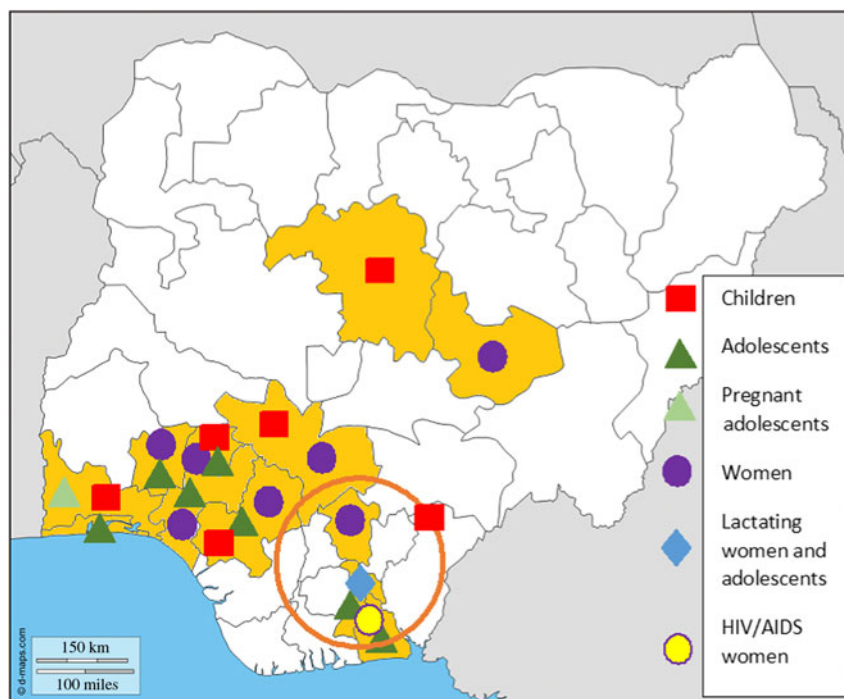 Children
Adolescents
Pregnant
adolescents
Women
Lactating
women and
adolescents
HIV/AIDS
women
150 km
100 miles
© d-maps.com